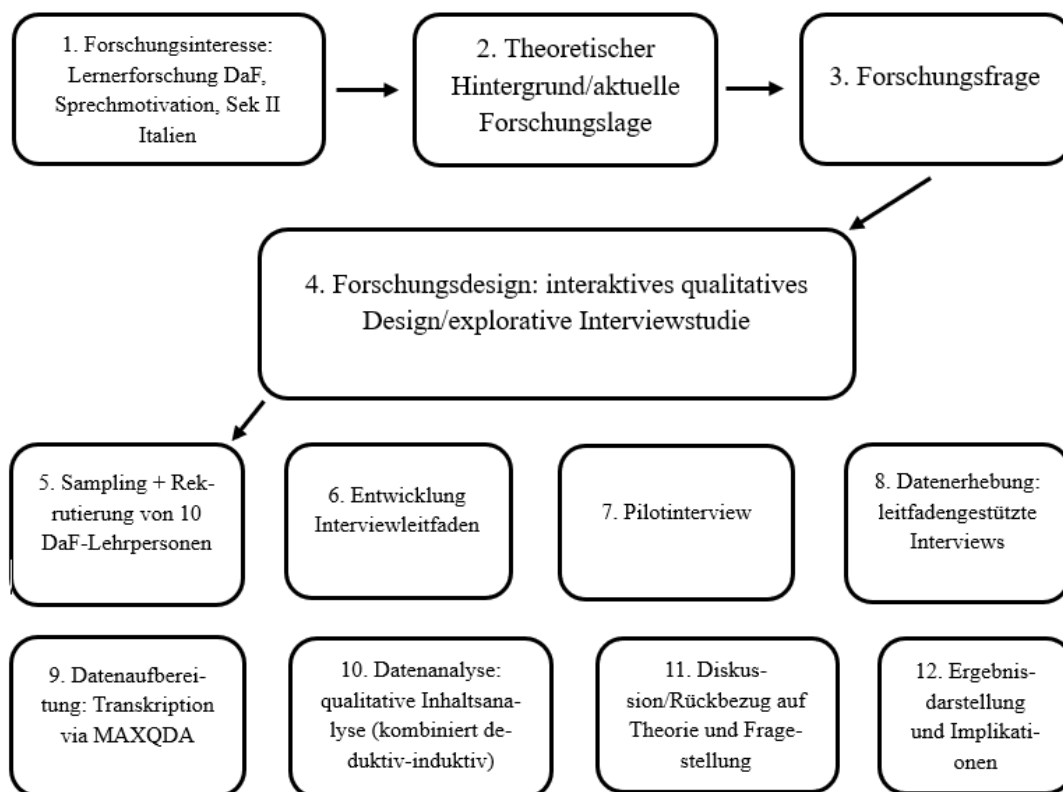 1. Forschungsinteresse:
Lernerforschung DaF,
Sprechmotivation, Sek II
Italien
2. Theoretischer
Hintergrund/aktuelle
Forschungslage
3. Forschungsfrage
4. Forschungsdesign: interaktives qualitatives
Design/explorative Interviewstudie
5. Sampling + Rek-
rutierung von 10
DaF-Lehrpersonen
6. Entwicklung
Interviewleitfaden
7. Pilotinterview
8. Datenerhebung:
leitfadengestützte
Interviews
9. Datenaufberei-
tung: Transkription
via MAXQDA
10. Datenanalyse:
qualitative Inhaltsana-
lyse (kombiniert de-
duktiv-induktiv)
11. Diskus-
sion/Rückbezug auf
Theorie und Frage-
stellung
12. Ergebnis-
darstellung
und Implikati-
onen